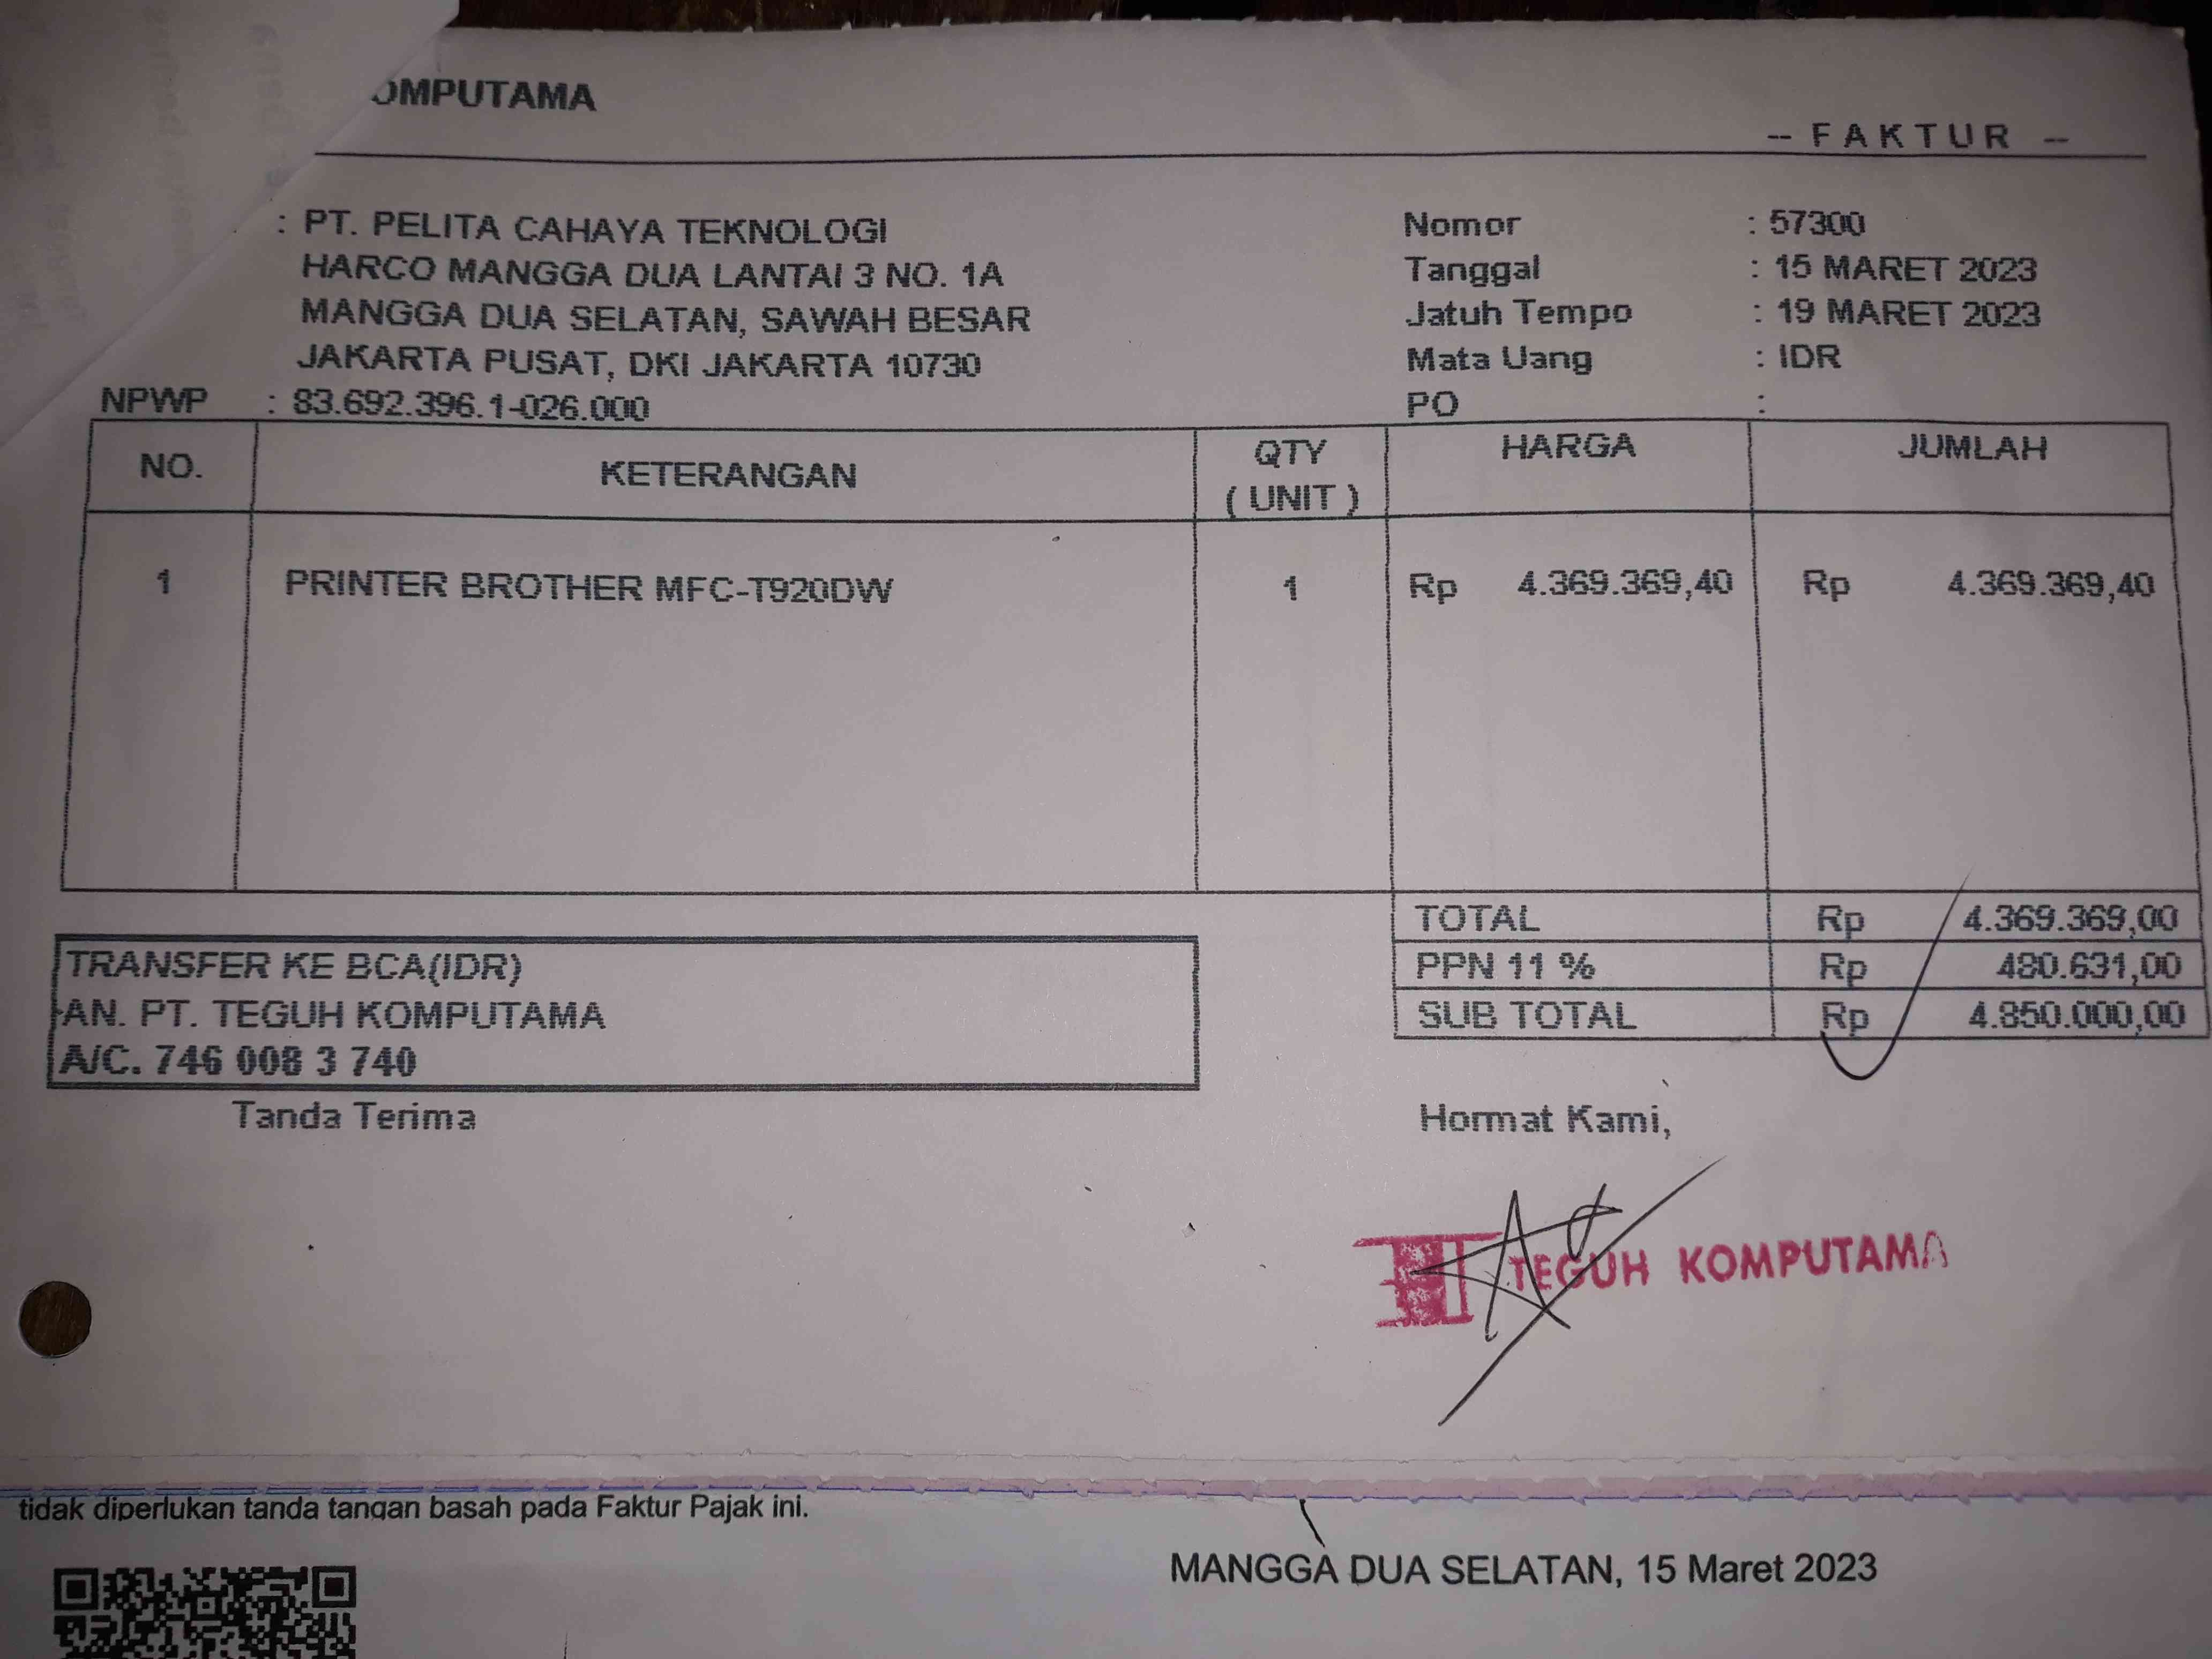 OMPUTAMA
-- FAKTUR --
: PT. PELITA CAHAYA TEKNOLOGI
HARCO MANGGA DUA LANTAI 3 NO. 1A
MANGGA DUA SELATAN, SAWAH BESAR
JAKARTA PUSAT, DKI JAKARTA 10730
NPWP : 83.692.396.1-026.000
Nomor : 57300
Tanggal : 15 MARET 2023
Jatuh Tempo : 19 MARET 2023
Mata Uang : IDR
PO :
NO. KETERANGAN QTY ( UNIT ) HARGA JUMLAH
1 PRINTER BROTHER MFC-T920DW 1 Rp 4.369.369,40 Rp 4.369.369,40
TOTAL Rp 4.369.369,00
PPN 11 % Rp 480.631,00
SUB TOTAL Rp 4.850.000,00
TRANSFER KE BCA(IDR)
AN. PT. TEGUH KOMPUTAMA
A/C. 746 008 3 740
Tanda Terima
Hormat Kami,
TEGUH KOMPUTAMA
tidak diperlukan tanda tangan basah pada Faktur Pajak ini.
MANGGA DUA SELATAN, 15 Maret 2023